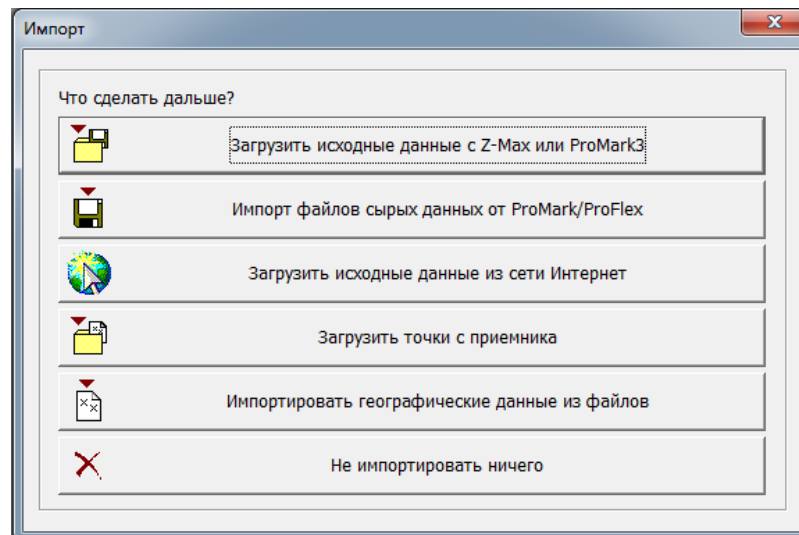 Импорт
Что сделать дальше?
Загрузить исходные данные с Z-Max или ProMark3
Импорт файлов сырых данных от ProMark/ProFlex
Загрузить исходные данные из сети Интернет
Загрузить точки с приемника
Импортировать географические данные из файлов
Не импортировать ничего